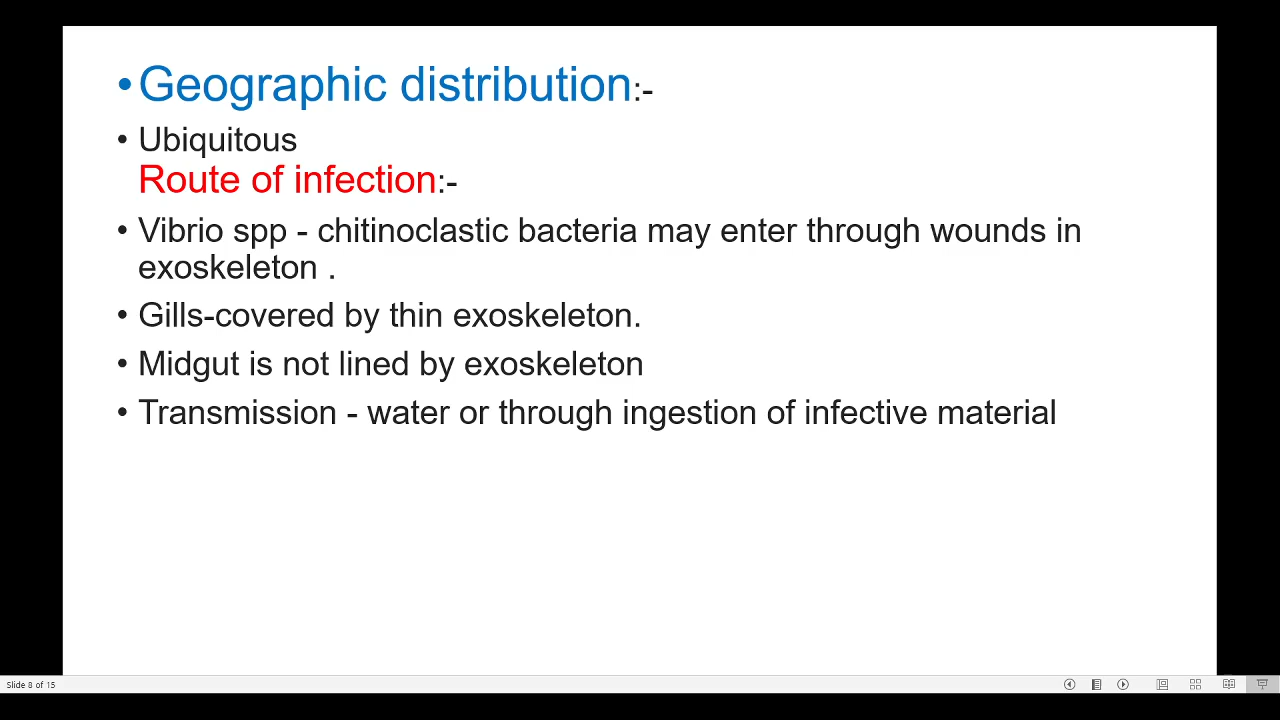 •Geographic distribution:-
• Ubiquitous
Route of infection:-
• Vibrio spp - chitinoclastic bacteria may enter through wounds in
exoskeleton .
• Gills-covered by thin exoskeleton.
• Midgut is not lined by exoskeleton
• Transmission - water or through ingestion of infective material
Slide 8 of 15